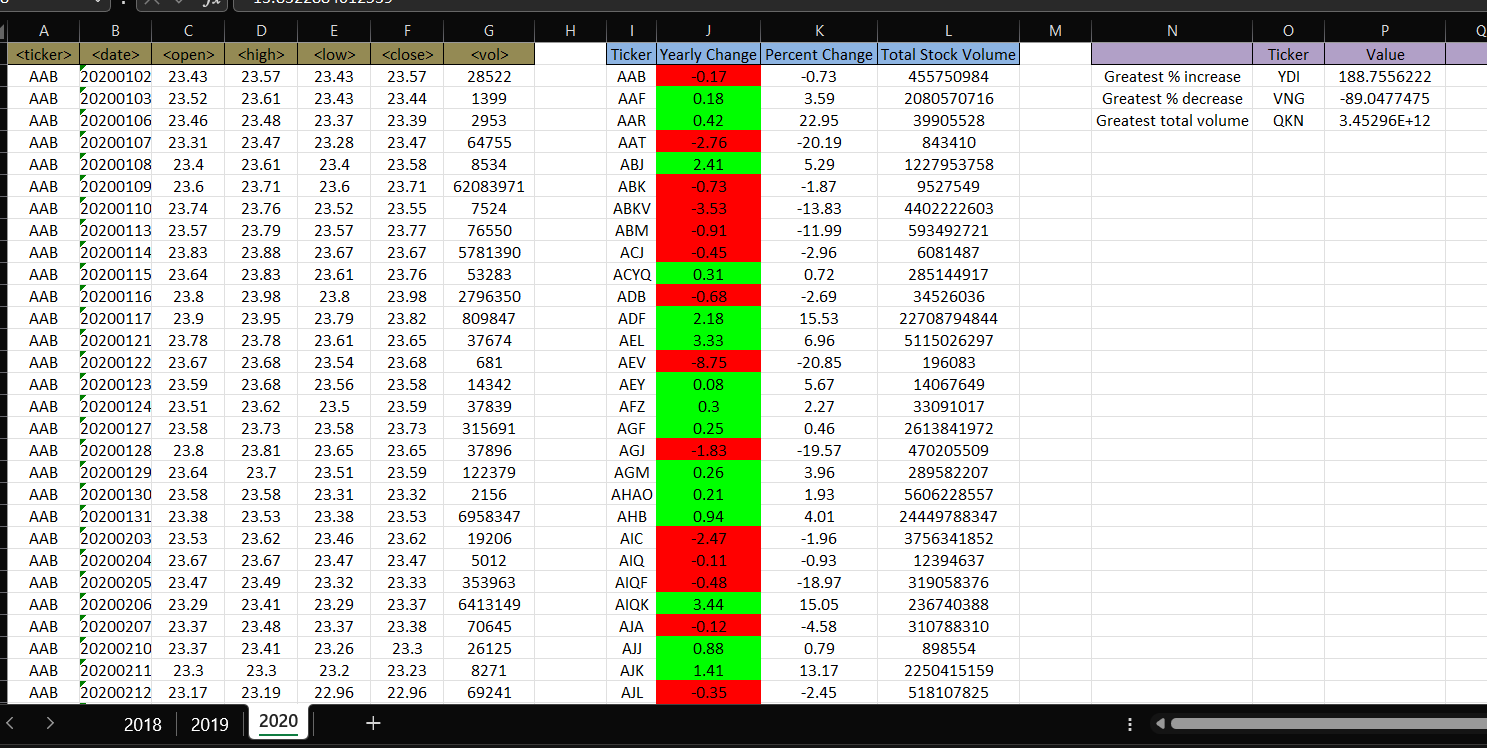 A B C D E F G H I J K L M N O P
<ticker> <date> <open> <high> <low> <close> <vol> Ticker Yearly Change Percent Change Total Stock Volume Ticker Value
AAB 20200102 23.43 23.57 23.43 23.57 28522 AAB -0.17 -0.73 455750984 Greatest % increase YDI 188.7556222
AAB 20200103 23.52 23.61 23.43 23.44 1399 AAF 0.18 3.59 2080570716 Greatest % decrease VNG -89.0477475
AAB 20200106 23.46 23.48 23.37 23.39 2953 AAR 0.42 22.95 39905528 Greatest total volume QKN 3.45296E+12
AAB 20200107 23.31 23.47 23.28 23.47 64755 AAT -2.76 -20.19 843410
AAB 20200108 23.4 23.61 23.4 23.58 8534 ABJ 2.41 5.29 1227953758
AAB 20200109 23.6 23.71 23.6 23.71 62083971 ABK -0.73 -1.87 9527549
AAB 20200110 23.74 23.76 23.52 23.55 7524 ABKV -3.53 -13.83 4402222603
AAB 20200113 23.57 23.79 23.57 23.77 76550 ABM -0.91 -11.99 593492721
AAB 20200114 23.83 23.88 23.67 23.67 5781390 ACJ -0.45 -2.96 6081487
AAB 20200115 23.64 23.83 23.61 23.76 53283 ACYQ 0.31 0.72 285144917
AAB 20200116 23.8 23.98 23.8 23.98 2796350 ADB -0.68 -2.69 34526036
AAB 20200117 23.9 23.95 23.79 23.82 809847 ADF 2.18 15.53 22708794844
AAB 20200121 23.78 23.78 23.61 23.65 37674 AEL 3.33 6.96 5115026297
AAB 20200122 23.67 23.68 23.54 23.68 681 AEV -8.75 -20.85 196083
AAB 20200123 23.59 23.68 23.56 23.58 14342 AEY 0.08 5.67 14067649
AAB 20200124 23.51 23.62 23.5 23.59 37839 AFZ 0.3 2.27 33091017
AAB 20200127 23.58 23.73 23.58 23.73 315691 AGF 0.25 0.46 2613841972
AAB 20200128 23.8 23.81 23.65 23.65 37896 AGJ -1.83 -19.57 470205509
AAB 20200129 23.64 23.7 23.51 23.59 122379 AGM 0.26 3.96 289582207
AAB 20200130 23.58 23.58 23.31 23.32 2156 AHAO 0.21 1.93 5606228557
AAB 20200131 23.38 23.53 23.38 23.53 6958347 AHB 0.94 4.01 24449788347
AAB 20200203 23.53 23.62 23.46 23.62 19206 AIC -2.47 -1.96 3756341852
AAB 20200204 23.67 23.67 23.47 23.47 5012 AIQ -0.11 -0.93 12394637
AAB 20200205 23.47 23.49 23.32 23.33 353963 AIQF -0.48 -18.97 319058376
AAB 20200206 23.29 23.41 23.29 23.37 6413149 AIQK 3.44 15.05 236740388
AAB 20200207 23.37 23.48 23.37 23.38 70645 AJA -0.12 -4.58 310788310
AAB 20200210 23.37 23.41 23.26 23.3 26125 AJJ 0.88 0.79 898554
AAB 20200211 23.3 23.3 23.2 23.23 8271 AJK 1.41 13.17 2250415159
AAB 20200212 23.17 23.19 22.96 22.96 69241 AJL -0.35 -2.45 518107825
2018 2019 2020